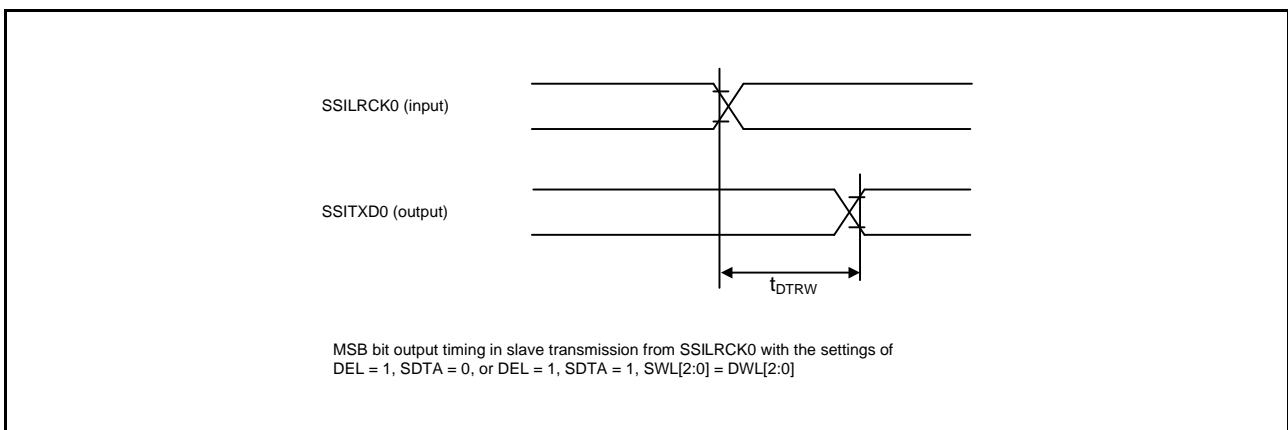 SSILRCK0 (input)
SSITXD0 (output)
tDTRW
MSB bit output timing in slave transmission from SSILRCK0 with the settings of
DEL = 1, SDTA = 0, or DEL = 1, SDTA = 1, SWL[2:0] = DWL[2:0]